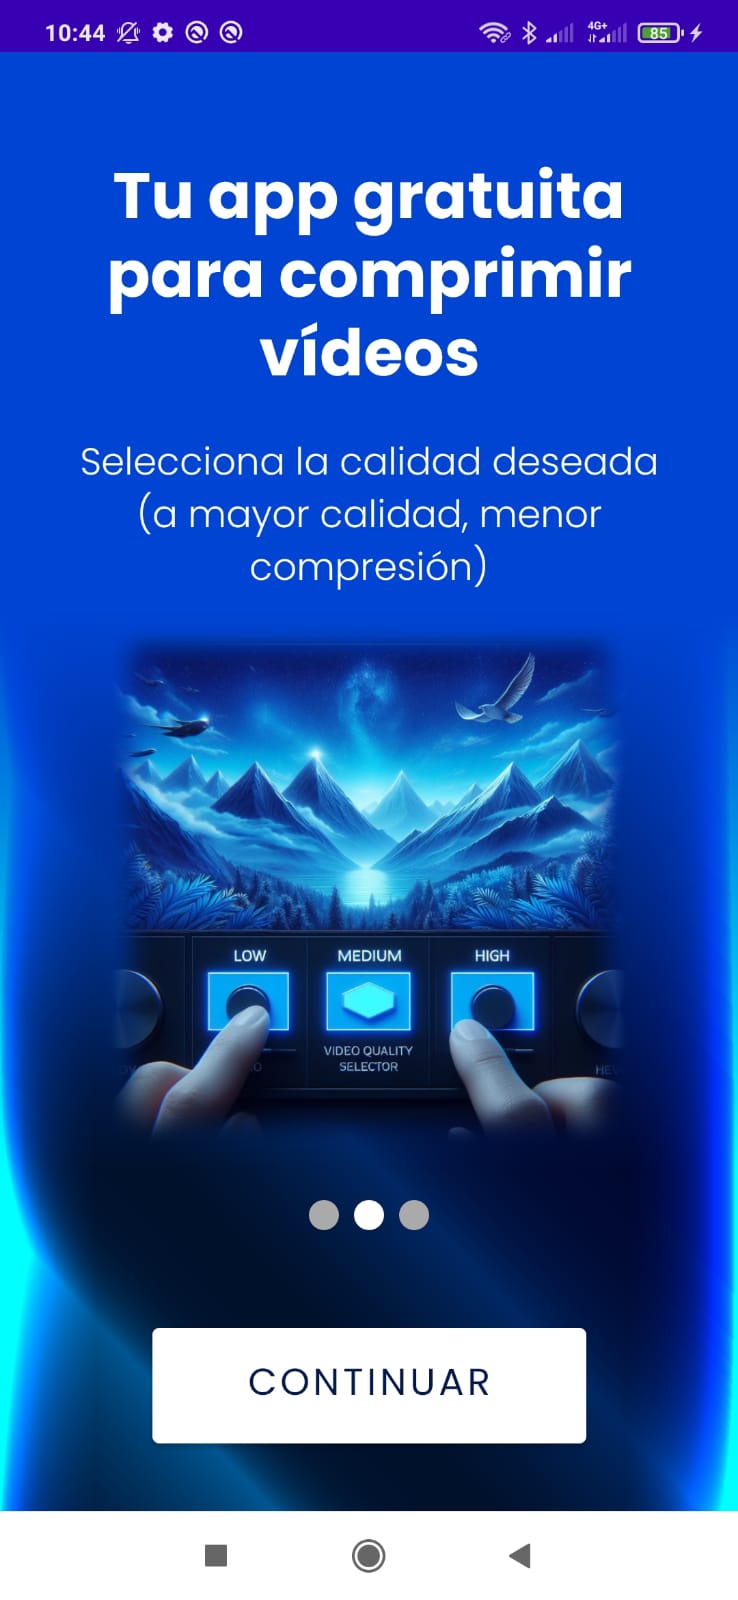 10:44
4G+
85
Tu app gratuita
para comprimir
vídeos
Selecciona la calidad deseada
(a mayor calidad, menor
compresión)
LOW
MEDIUM
HIGH
VIDEO QUALITY
SELECTOR
CONTINUAR